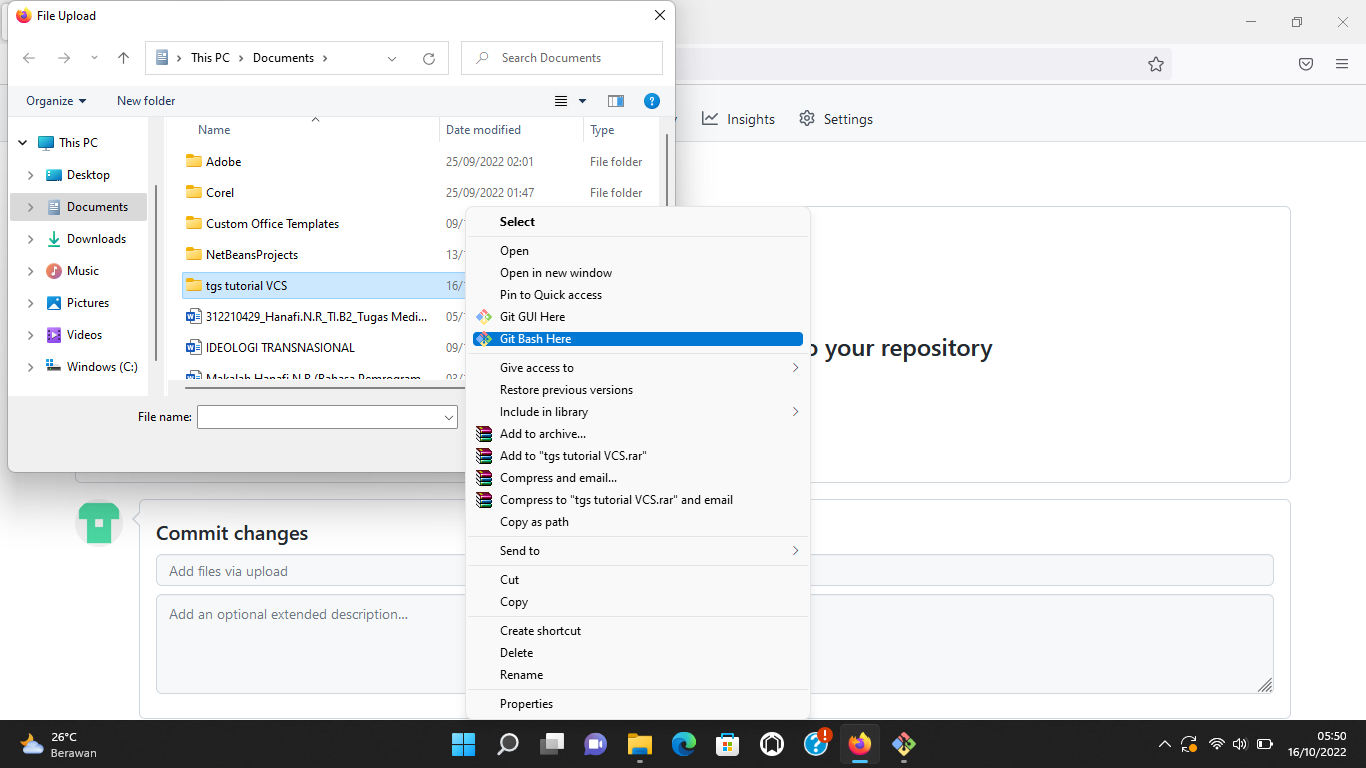 File Upload
This PC
Documents
Search Documents
Organize
New folder
Name
Date modified
Type
This PC
Desktop
Documents
Downloads
Music
Pictures
Videos
Windows (C:)
Adobe
25/09/2022 02:01
File folder
Corel
25/09/2022 01:47
File folder
Custom Office Templates
09/
NetBeansProjects
13/
tgs tutorial VCS
16/
312210429_Hanafi.N.R_TI.B2_Tugas Medi...
05/
IDEOLOGI TRANSNASIONAL
09/
Makalah Hanafi.N.R (Bahasa Pemrogram
03/
File name:
Select
Open
Open in new window
Pin to Quick access
Git GUI Here
Git Bash Here
Give access to
Restore previous versions
Include in library
Add to archive...
Add to "tgs tutorial VCS.rar"
Compress and email...
Compress to "tgs tutorial VCS.rar" and email
Copy as path
Send to
Cut
Copy
Create shortcut
Delete
Rename
Properties
Insights
Settings
your repository
Commit changes
Add files via upload
Add an optional extended description...
26°C
Berawan
05:50
16/10/2022